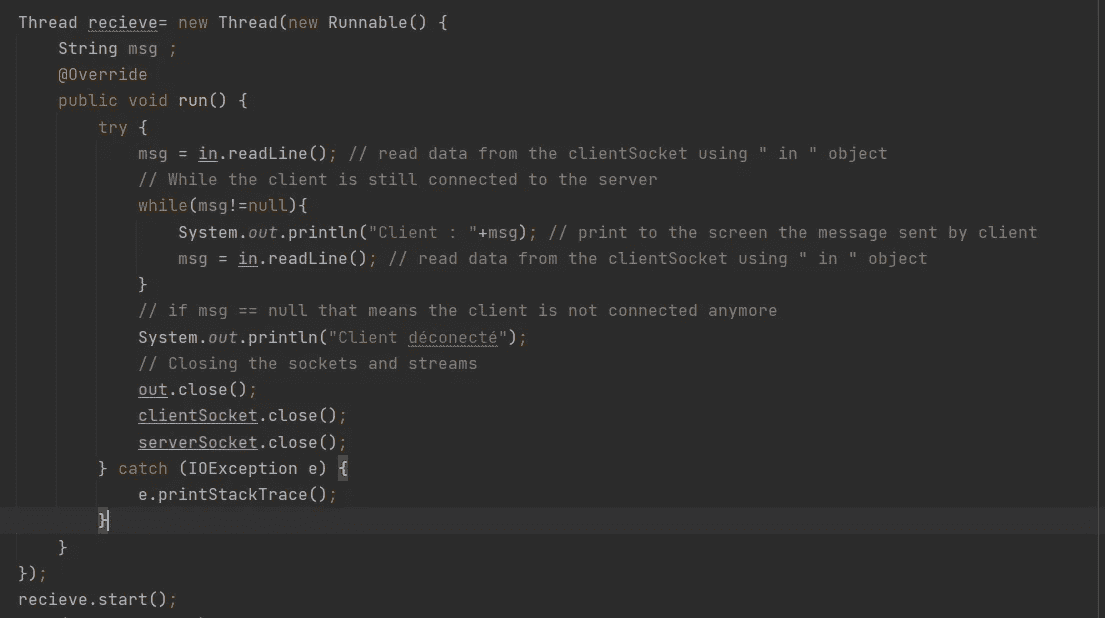 Thread recieve= new Thread(new Runnable() {
    String msg ;
    @Override
    public void run() {
        try {
            msg = in.readLine(); // read data from the clientSocket using " in " object
            // While the client is still connected to the server
            while(msg!=null){
                System.out.println("Client : "+msg); // print to the screen the message sent by client
                msg = in.readLine(); // read data from the clientSocket using " in " object
            }
            // if msg == null that means the client is not connected anymore
            System.out.println("Client déconecté");
            // Closing the sockets and streams
            out.close();
            clientSocket.close();
            serverSocket.close();
        } catch (IOException e) {
            e.printStackTrace();
        }
    }
});
recieve.start();